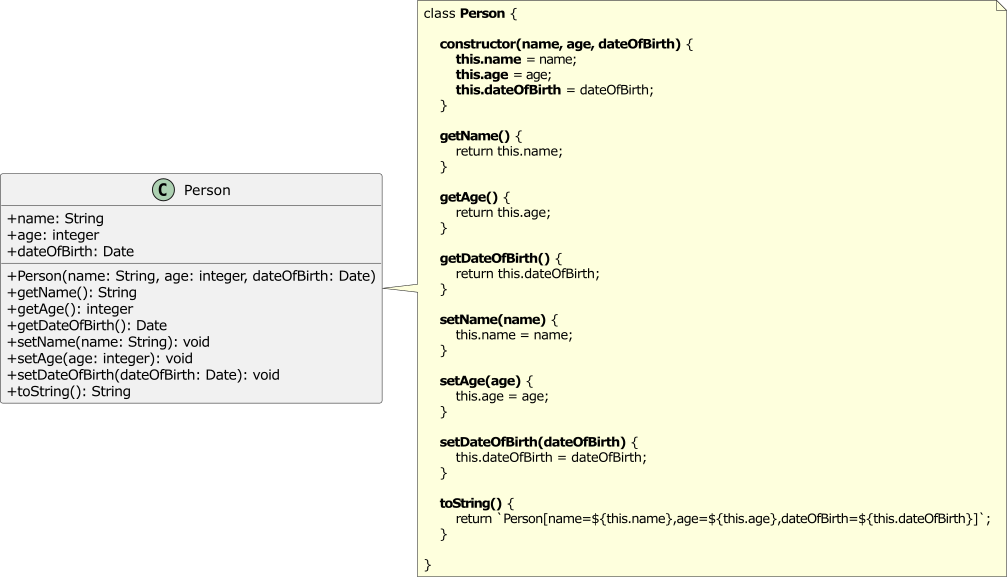 C Person
+name: String
+age: integer
+dateOfBirth: Date
+Person(name: String, age: integer, dateOfBirth: Date)
+getName(): String
+getAge(): integer
+getDateOfBirth(): Date
+setName(name: String): void
+setAge(age: integer): void
+setDateOfBirth(dateOfBirth: Date): void
+toString(): String
class Person {
constructor(name, age, dateOfBirth) {
this.name = name;
this.age = age;
this.dateOfBirth = dateOfBirth;
}
getName() {
return this.name;
}
getAge() {
return this.age;
}
getDateOfBirth() {
return this.dateOfBirth;
}
setName(name) {
this.name = name;
}
setAge(age) {
this.age = age;
}
setDateOfBirth(dateOfBirth) {
this.dateOfBirth = dateOfBirth;
}
toString() {
return `Person[name=${this.name},age=${this.age},dateOfBirth=${this.dateOfBirth}]`;
}
}